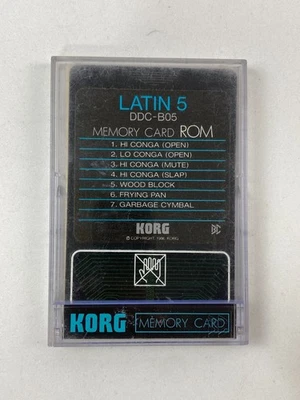 LATIN 5
DDC-B05
MEMORY CARD ROM
1. HI CONGA (OPEN)
2. LO CONGA (OPEN)
3. HI CONGA (MUTE)
4. HI CONGA (SLAP)
5. WOOD BLOCK
6. FRYING PAN
7. GARBAGE CYMBAL
KORG
KORG MEMORY CARD